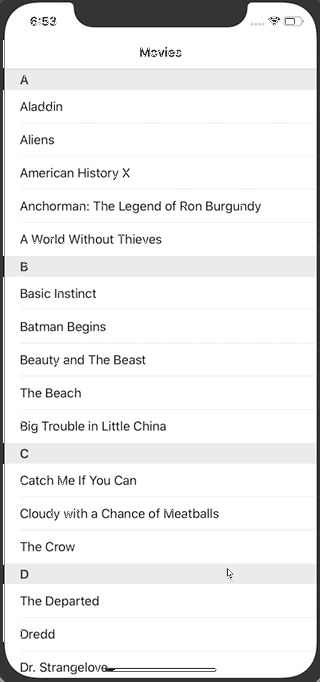 6:53
Movies
A
Aladdin
Aliens
American History X
Anchorman: The Legend of Ron Burgundy
A World Without Thieves
B
Basic Instinct
Batman Begins
Beauty and The Beast
The Beach
Big Trouble in Little China
C
Catch Me If You Can
Cloudy with a Chance of Meatballs
The Crow
D
The Departed
Dredd
Dr. Strangelove